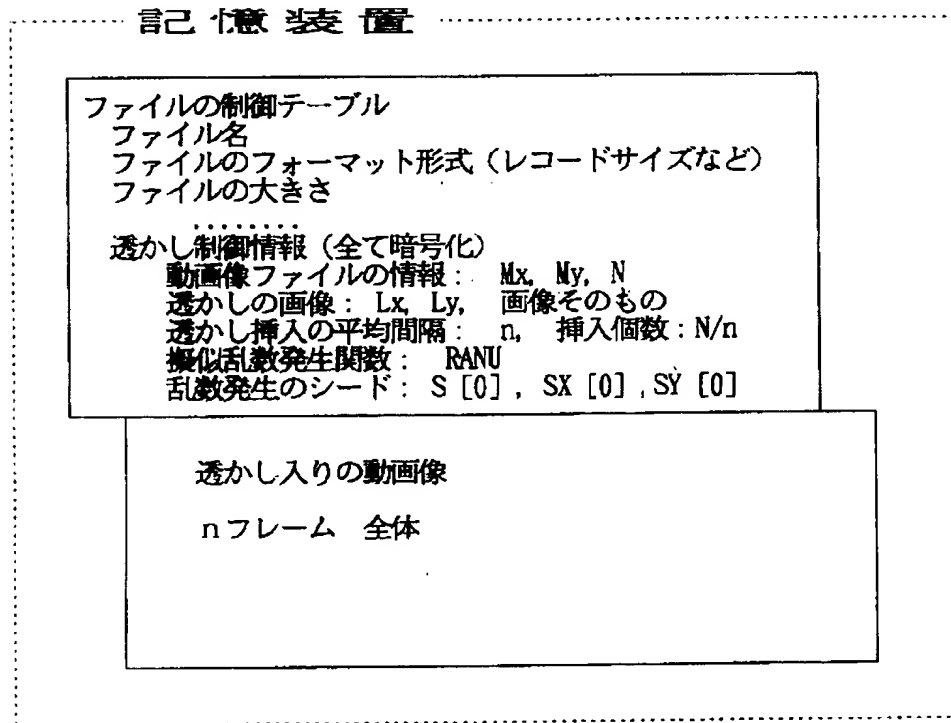 記憶装置
ファイルの制御テーブル
ファイル名
ファイルのフォーマット形式（レコードサイズなど）
ファイルの大きさ
........
透かし制御情報（全て暗号化）
動画像ファイルの情報： Mx, My, N
透かしの画像： Lx, Ly, 画像そのもの
透かし挿入の平均間隔： n, 挿入個数：N/n
擬似乱数発生関数： RANU
乱数発生のシード： S [0] , SX [0] , SY [0]
透かし入りの動画像
nフレーム 全体